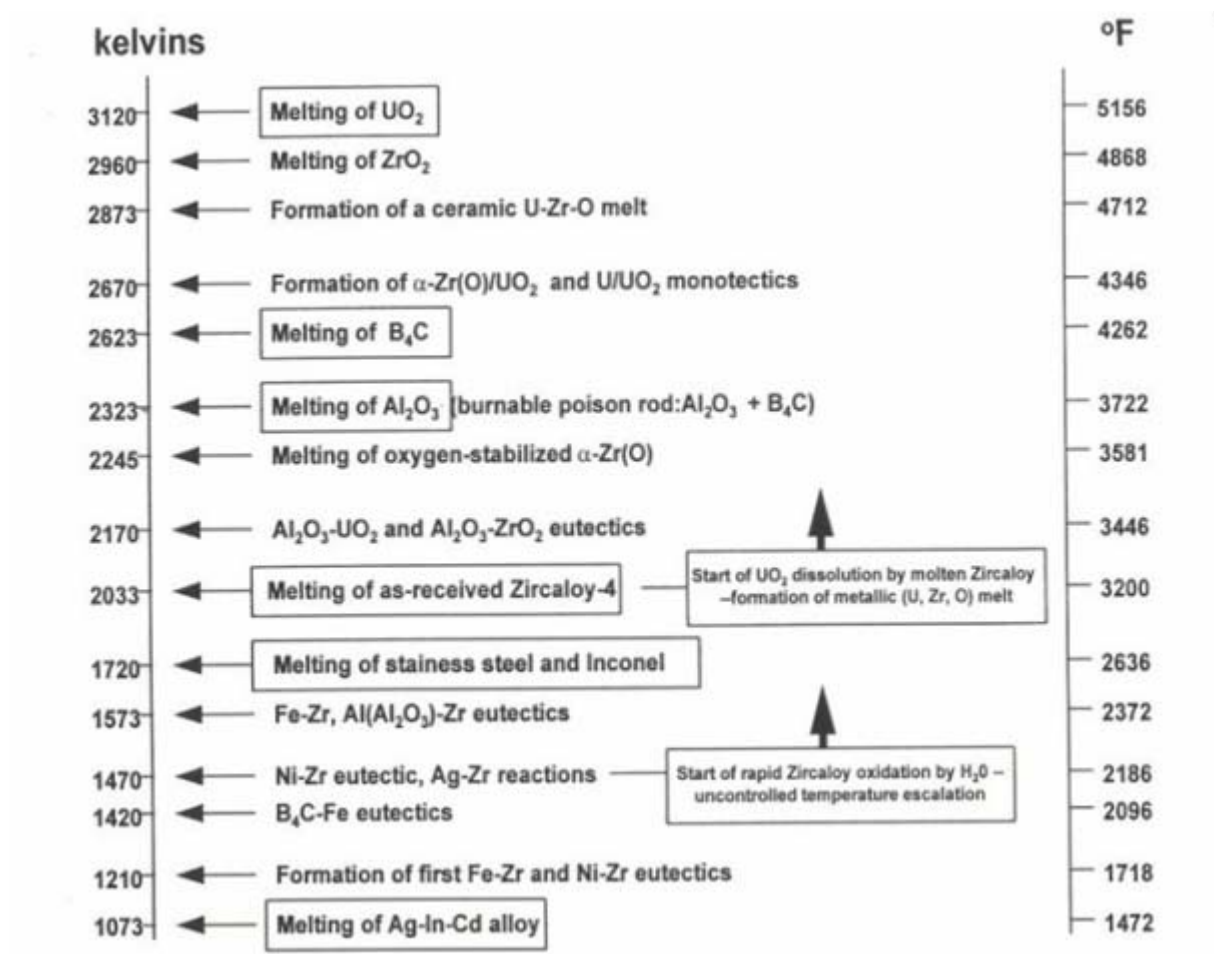 kelvins °F
3120 Melting of UO₂ 5156
2960 Melting of ZrO₂ 4868
2873 Formation of a ceramic U-Zr-O melt 4712
2670 Formation of α-Zr(O)/UO₂ and U/UO₂ monotectics 4346
2623 Melting of B₄C 4262
2323 Melting of Al₂O₃ (burnable poison rod:Al₂O₃ + B₄C) 3722
2245 Melting of oxygen-stabilized α-Zr(O) 3581
2170 Al₂O₃-UO₂ and Al₂O₃-ZrO₂ eutectics 3446
2033 Melting of as-received Zircaloy-4 3200
Start of UO₂ dissolution by molten Zircaloy
–formation of metallic (U, Zr, O) melt
1720 Melting of stainess steel and Inconel 2636
1573 Fe-Zr, Al(Al₂O₃)-Zr eutectics 2372
1470 Ni-Zr eutectic, Ag-Zr reactions 2186
Start of rapid Zircaloy oxidation by H₂0 –
uncontrolled temperature escalation
1420 B₄C-Fe eutectics 2096
1210 Formation of first Fe-Zr and Ni-Zr eutectics 1718
1073 Melting of Ag-In-Cd alloy 1472